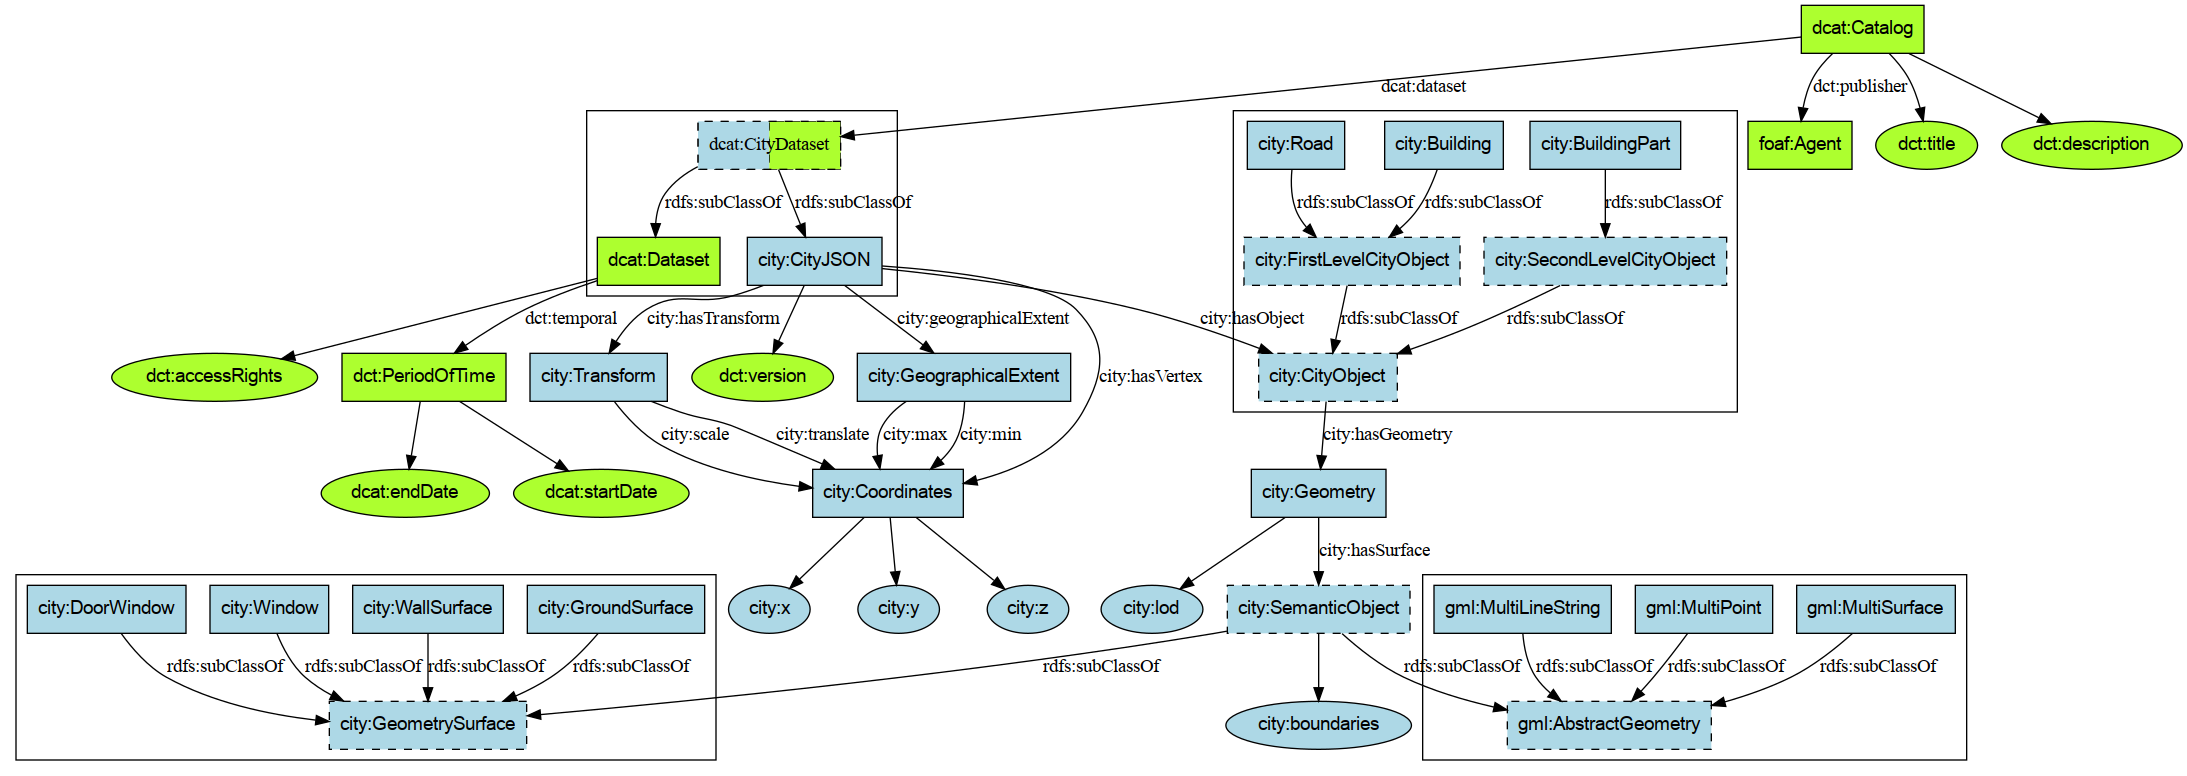 dcat:Catalog
dcat:dataset
dct:publisher
dcat:CityDataset
city:Road
city:Building
city:BuildingPart
foaf:Agent
dct:title
dct:description
rdfs:subClassOf
rdfs:subClassOf
rdfs:subClassOf
rdfs:subClassOf
rdfs:subClassOf
dcat:Dataset
city:CityJSON
city:FirstLevelCityObject
city:SecondLevelCityObject
dct:temporal
city:hasTransform
city:geographicalExtent
city:hasObject
rdfs:subClassOf
rdfs:subClassOf
dct:accessRights
dct:PeriodOfTime
city:Transform
dct:version
city:GeographicalExtent
city:hasVertex
city:CityObject
city:scale
city:translate
city:max
city:min
city:hasGeometry
dcat:endDate
dcat:startDate
city:Coordinates
city:Geometry
city:hasSurface
city:DoorWindow
city:Window
city:WallSurface
city:GroundSurface
city:x
city:y
city:z
city:lod
city:SemanticObject
gml:MultiLineString
gml:MultiPoint
gml:MultiSurface
rdfs:subClassOf
rdfs:subClassOf
rdfs:subClassOf
rdfs:subClassOf
rdfs:subClassOf
rdfs:subClassOf
rdfs:subClassOf
rdfs:subClassOf
rdfs:subClassOf
city:GeometrySurface
city:boundaries
gml:AbstractGeometry